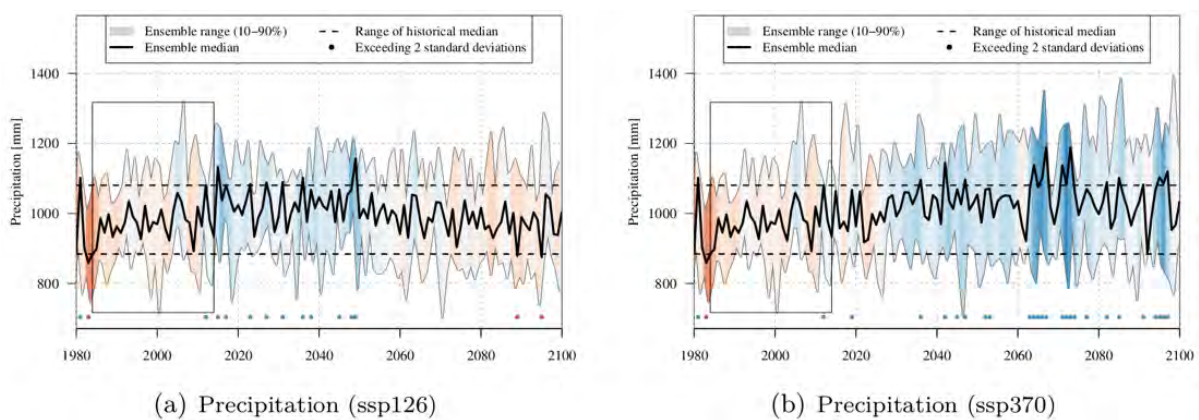 Ensemble range (10−90%)
Ensemble median
Range of historical median
Exceeding 2 standard deviations
Precipitation [mm]
1400
1200
1000
800
1980 2000 2020 2040 2060 2080 2100
(a) Precipitation (ssp126)
Ensemble range (10−90%)
Ensemble median
Range of historical median
Exceeding 2 standard deviations
Precipitation [mm]
1400
1200
1000
800
1980 2000 2020 2040 2060 2080 2100
(b) Precipitation (ssp370)